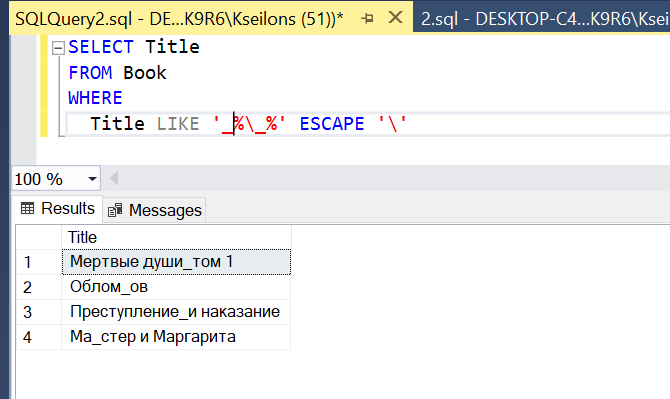 SQLQuery2.sql - DE...K9R6\Kseilons (51))* 2.sql - DESKTOP-C4...K9R6\Ksei
SELECT Title
FROM Book
WHERE
Title LIKE '_%\_%' ESCAPE '\'
100 %
Results Messages
Title
1 Мертвые души_том 1
2 Облом_ов
3 Преступление_и наказание
4 Ма_стер и Маргарита